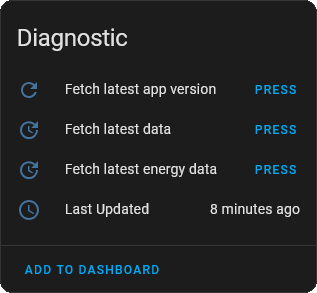 Diagnostic
Fetch latest app version PRESS
Fetch latest data PRESS
Fetch latest energy data PRESS
Last Updated 8 minutes ago
ADD TO DASHBOARD